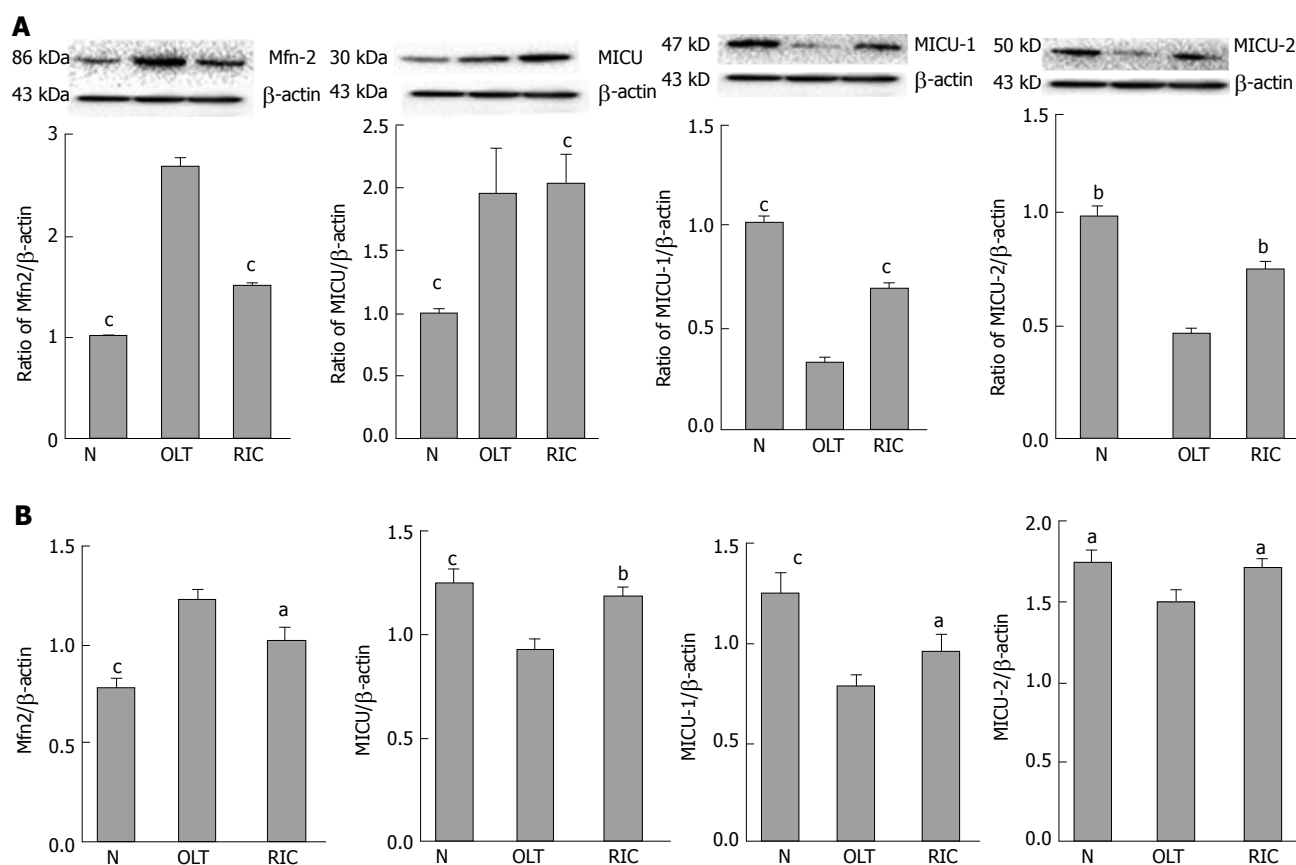 A
86 kDa Mfn-2
43 kDa β-actin
30 kDa MICU
43 kDa β-actin
47 kD MICU-1
43 kD β-actin
50 kD MICU-2
43 kD β-actin
Ratio of Mfn2/β-actin
3
2
1
0
c
c
N OLT RIC
Ratio of MICU/β-actin
2.5
2.0
1.5
1.0
0.5
0.0
c
c
N OLT RIC
Ratio of MICU-1/β-actin
1.5
1.0
0.5
0.0
c
c
N OLT RIC
Ratio of MICU-2/β-actin
1.5
1.0
0.5
0.0
b
b
N OLT RIC
B
Mfn2/β-actin
1.5
1.0
0.5
0.0
c
a
N OLT RIC
MICU/β-actin
1.5
1.0
0.5
0.0
c
b
N OLT RIC
MICU-1/β-actin
1.5
1.0
0.5
0.0
c
a
N OLT RIC
MICU-2/β-actin
2.0
1.5
1.0
0.5
0.0
a
a
N OLT RIC